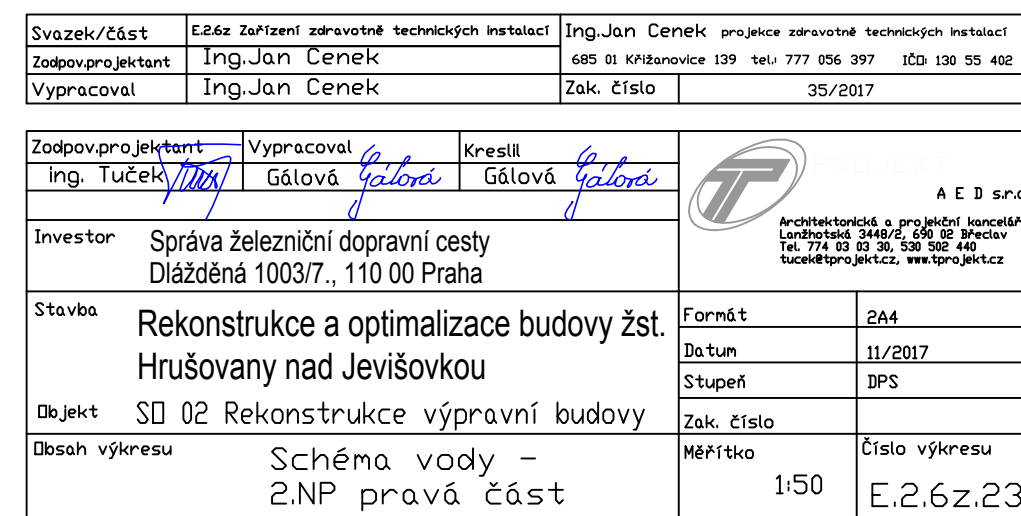 Svazek/část E.2.6z Zařízení zdravotně technických instalací Ing.Jan Cenek projekce zdravotně technických instalací
Zodpov.projektant Ing.Jan Cenek 685 01 Křižanovice 139 tel.: 777 056 397 IČO: 130 55 402
Vypracoval Ing.Jan Cenek Zak. číslo 35/2017
Zodpov.projektant Vypracoval Kreslil
ing. Tuček Gálová Gálová Gálová Gálová
T PROJEKT
A E D s.r.o
Architektonická a projekční kancelář
Lanžhotská 3448/2, 690 02 Břeclav
Tel. 774 03 03 30, 530 502 440
tucek@tprojekt.cz, www.tprojekt.cz
Investor Správa železniční dopravní cesty
Dlážděná 1003/7., 110 00 Praha
Stavba Rekonstrukce a optimalizace budovy žst.
Hrušovany nad Jevišovkou
Objekt SO 02 Rekonstrukce výpravní budovy
Formát 2A4
Datum 11/2017
Stupeň DPS
Zak. číslo
Obsah výkresu Schéma vody -
2.NP pravá část
Měřítko 1:50
Číslo výkresu
E.2.6z.23